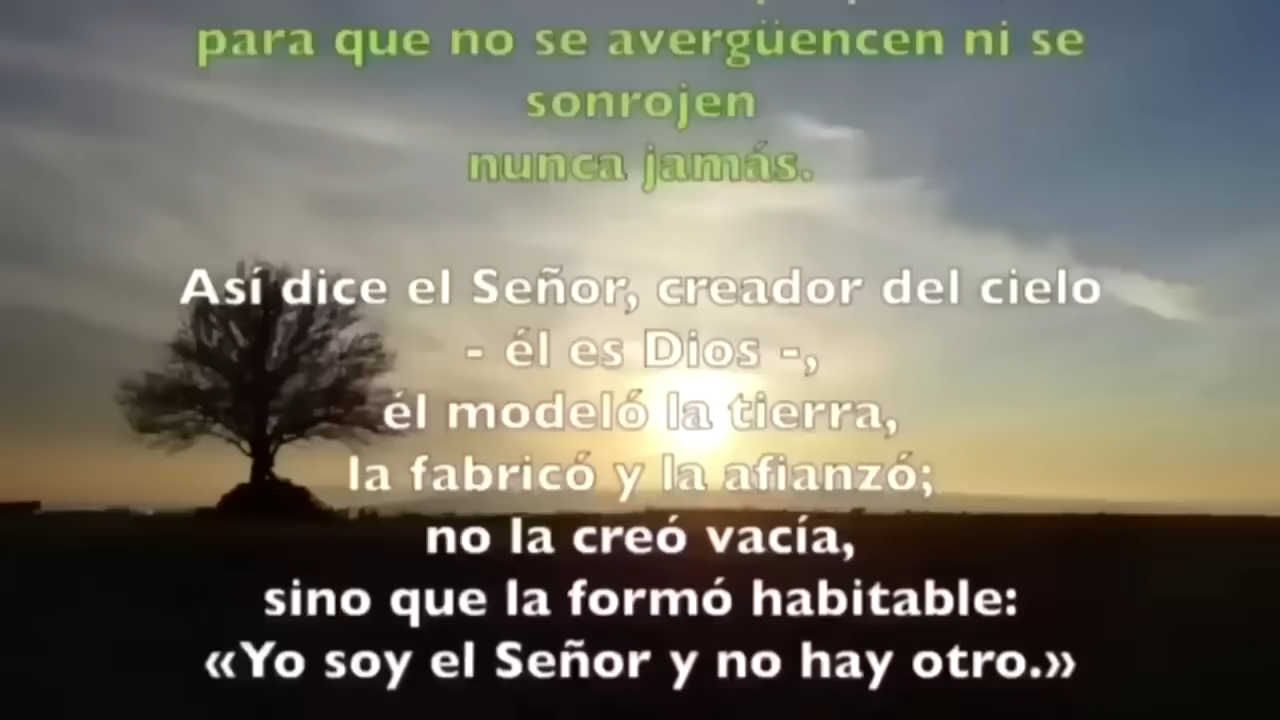 para que no se avergüencen ni se
sonrojen
nunca jamás.
Así dice el Señor, creador del cielo
- él es Dios -,
él modeló la tierra,
la fabricó y la afianzó;
no la creó vacía,
sino que la formó habitable:
«Yo soy el Señor y no hay otro.»